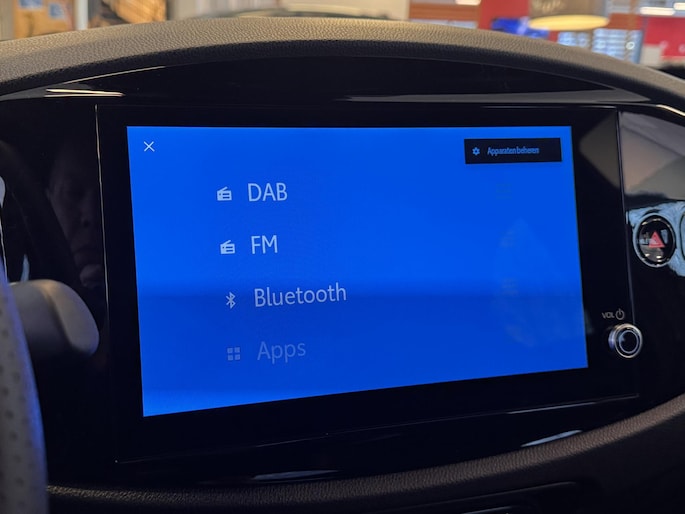 Apparaten beheren
DAB
FM
Bluetooth
Apps
VOL